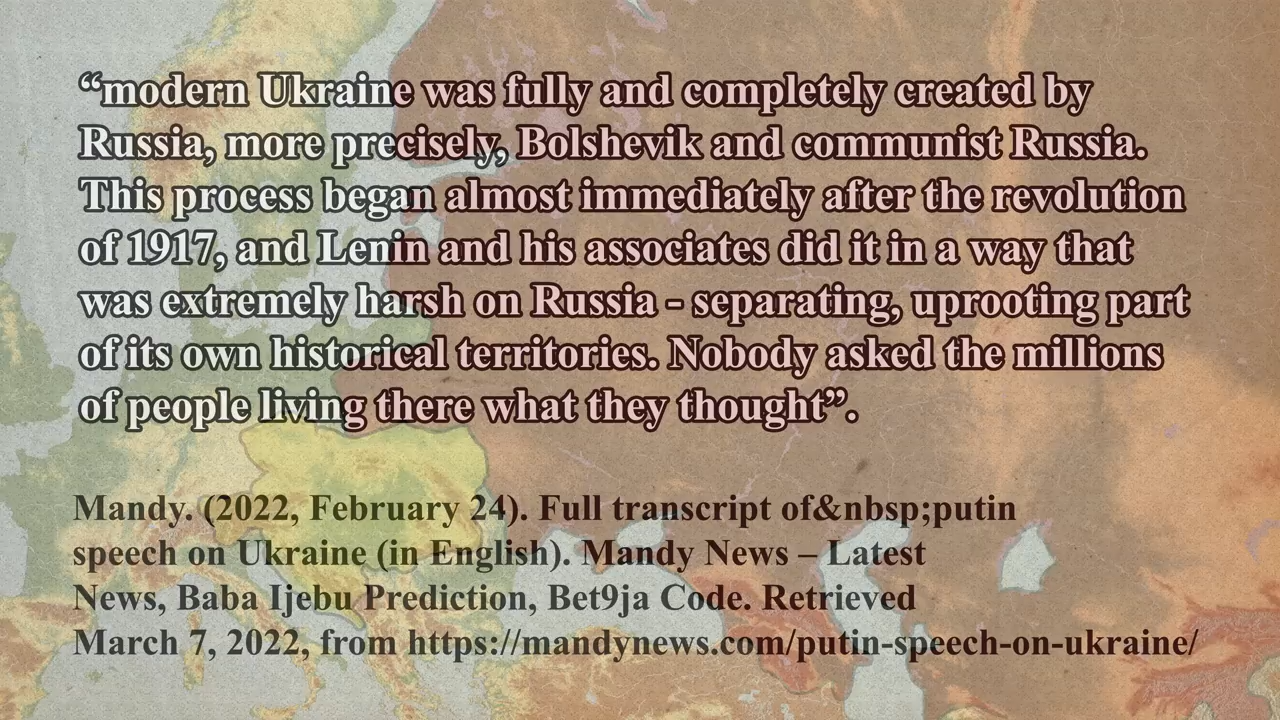 “modern Ukraine was fully and completely created by
Russia, more precisely, Bolshevik and communist Russia.
This process began almost immediately after the revolution
of 1917, and Lenin and his associates did it in a way that
was extremely harsh on Russia - separating, uprooting part
of its own historical territories. Nobody asked the millions
of people living there what they thought”.
Mandy. (2022, February 24). Full transcript of&nbsp;putin
speech on Ukraine (in English). Mandy News – Latest
News, Baba Ijebu Prediction, Bet9ja Code. Retrieved
March 7, 2022, from https://mandynews.com/putin-speech-on-ukraine/